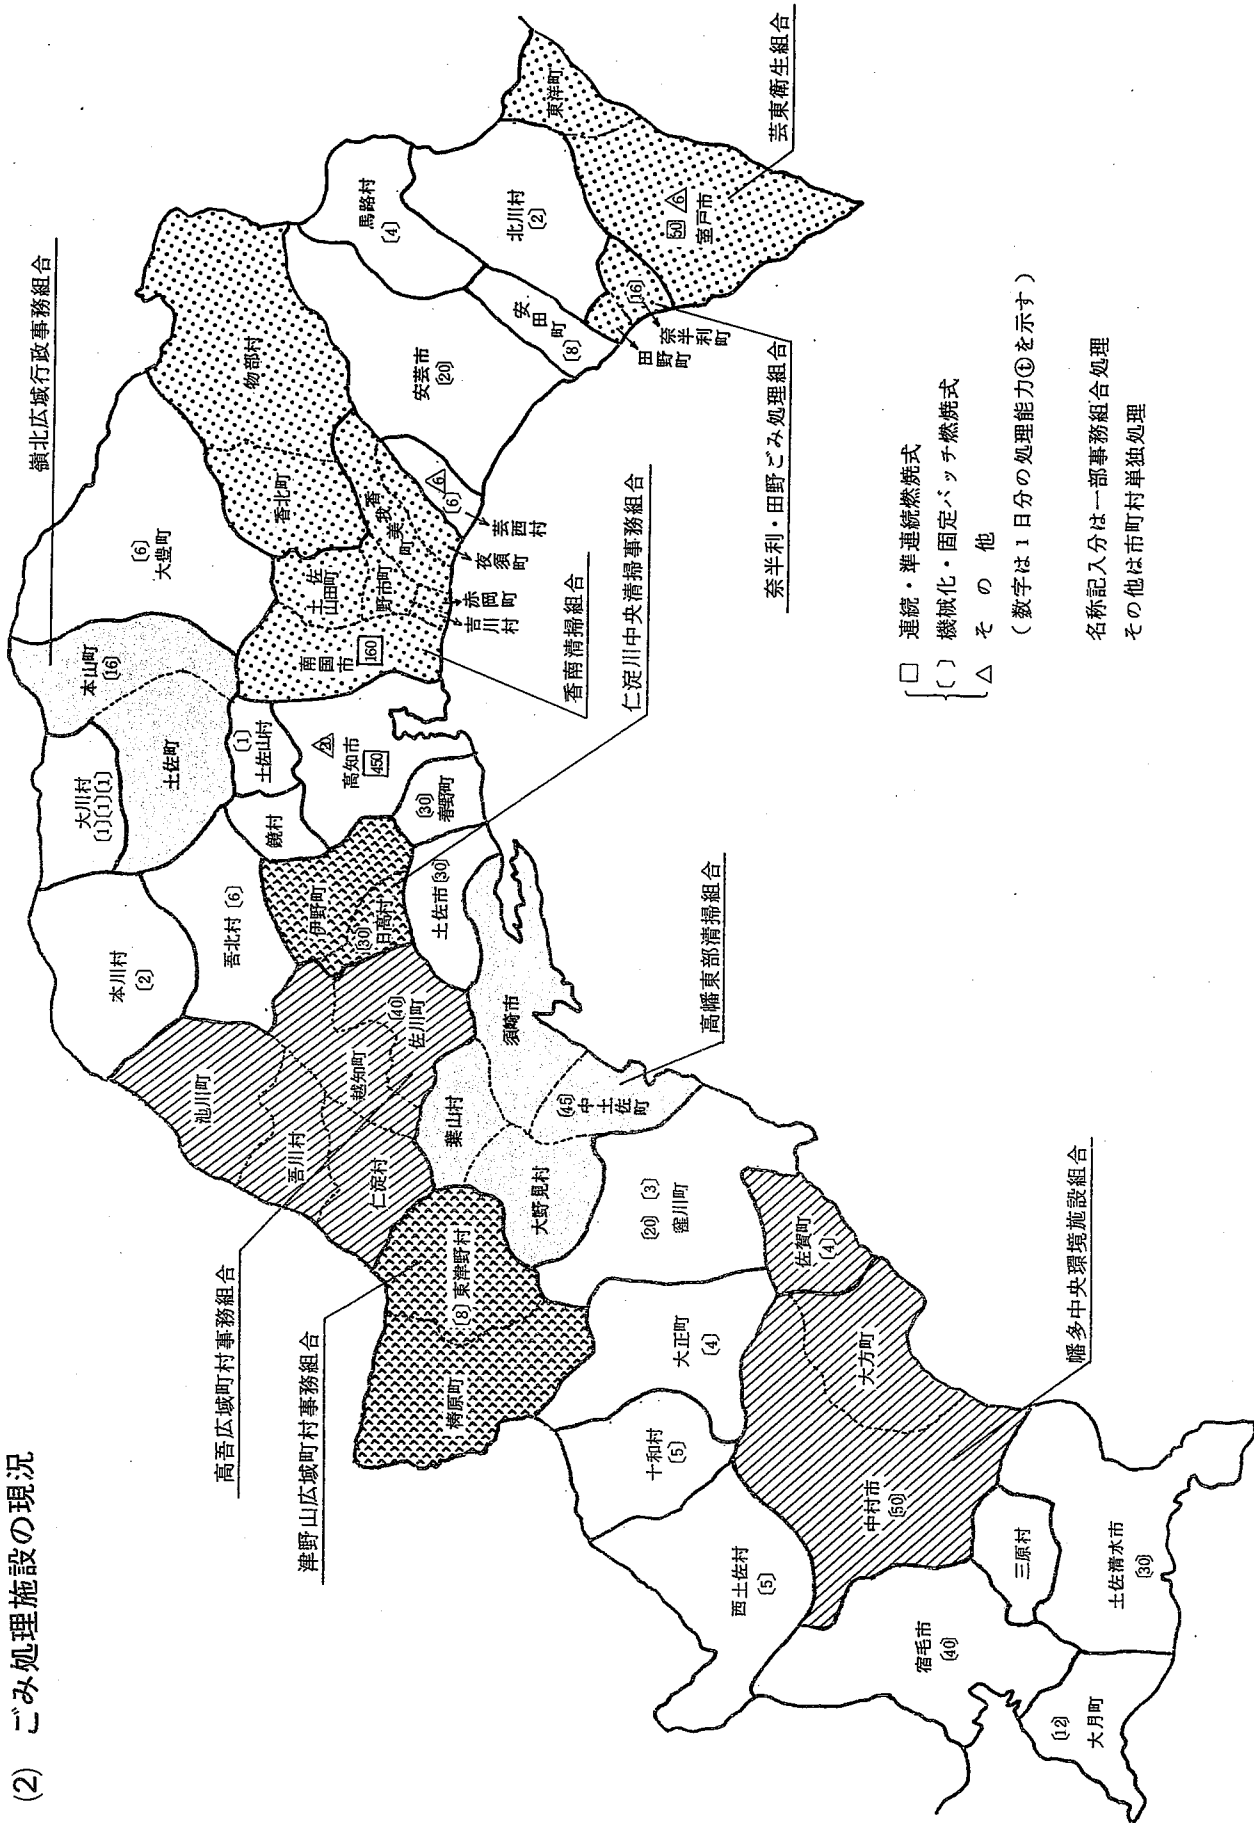 (2) ごみ処理施設の現況
嶺北広域行政事務組合
高吾広域町村事務組合
津野山広域町村事務組合
大川村
(1)(1)(1)
本山町
(16)
土佐町
(6)
大豊町
本川村
(2)
吾北村 (6)
(1)
土佐山村
鏡村
物部村
香北町
土佐山田町
南国市
160
野市町
香我美町
吉川村
赤岡町
夜須町
芸西村
(6)
6
安芸市
(20)
馬路村
(4)
北川村
(2)
安田町
(8)
田野町
奈半利町
(16)
東洋町
50 6
室戸市
芸東衛生組合
奈半利・田野ごみ処理組合
香南清掃組合
仁淀川中央清掃事務組合
高知市
450
(30)
春野町
伊野町
(30)
日高村
土佐市 (30)
池川町
吾川村
仁淀村
越知町
(40)
佐川町
須崎市
葉山村
(45)
中土佐町
大野見村
高幡東部清掃組合
(8) 東津野村
梼原町
(20) (3)
窪川町
大正町
(4)
十和村
(5)
西土佐村
(5)
佐賀町
(4)
大方町
中村市
(50)
幡多中央環境施設組合
三原村
宿毛市
(40)
土佐清水市
(30)
(12)
大月町
□ 連続・準連続燃焼式
( ) 機械化・固定バッチ燃焼式
△ その他
(数字は1日分の処理能力ⓣを示す)
名称記入分は一部事務組合処理
その他は市町村単独処理